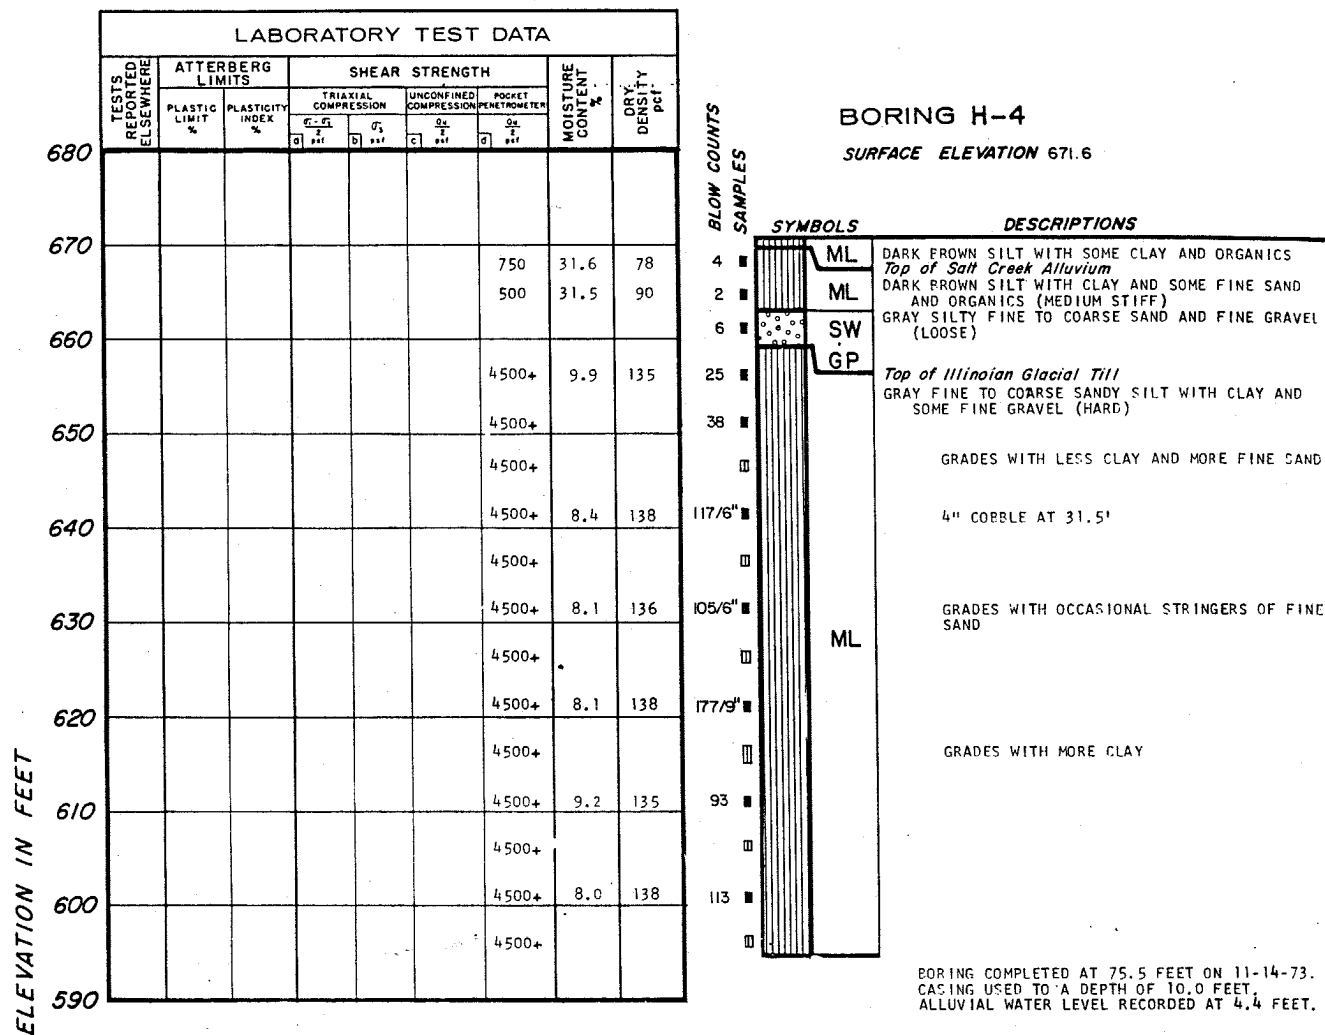 LABORATORY TEST DATA
TESTS REPORTED ELSEWHERE
ATTERBERG LIMITS
SHEAR STRENGTH
MOISTURE CONTENT %
DRY DENSITY pcf
PLASTIC LIMIT %
PLASTICITY INDEX %
TRIAXIAL COMPRESSION
UNCONFINED COMPRESSION
POCKET PENETROMETER
a psf
b σ3 psf
c Qu/2 psf
d Qu/2 psf
BLOW COUNTS
SAMPLES
BORING H-4
SURFACE ELEVATION 671.6
SYMBOLS DESCRIPTIONS
ELEVATION IN FEET
680
670
4 ML DARK BROWN SILT WITH SOME CLAY AND ORGANICS
750 31.6 78
Top of Salt Creek Alluvium
500 31.5 90
2 ML DARK BROWN SILT WITH CLAY AND SOME FINE SAND
AND ORGANICS (MEDIUM STIFF)
6 SW GRAY SILTY FINE TO COARSE SAND AND FINE GRAVEL
(LOOSE)
660
GP
4500+ 9.9 135 25 Top of Illinoian Glacial Till
GRAY FINE TO COARSE SANDY SILT WITH CLAY AND
SOME FINE GRAVEL (HARD)
4500+ 38
650
4500+ GRADES WITH LESS CLAY AND MORE FINE SAND
4500+ 8.4 138 117/6" 4" COBBLE AT 31.5'
640
4500+
4500+ 8.1 136 105/6" GRADES WITH OCCASIONAL STRINGERS OF FINE
SAND
630
ML
4500+
4500+ 8.1 138 177/9"
620
4500+ GRADES WITH MORE CLAY
4500+ 9.2 135 93
610
4500+
4500+ 8.0 138 113
600
4500+
590
BORING COMPLETED AT 75.5 FEET ON 11-14-73.
CASING USED TO A DEPTH OF 10.0 FEET.
ALLUVIAL WATER LEVEL RECORDED AT 4.4 FEET.